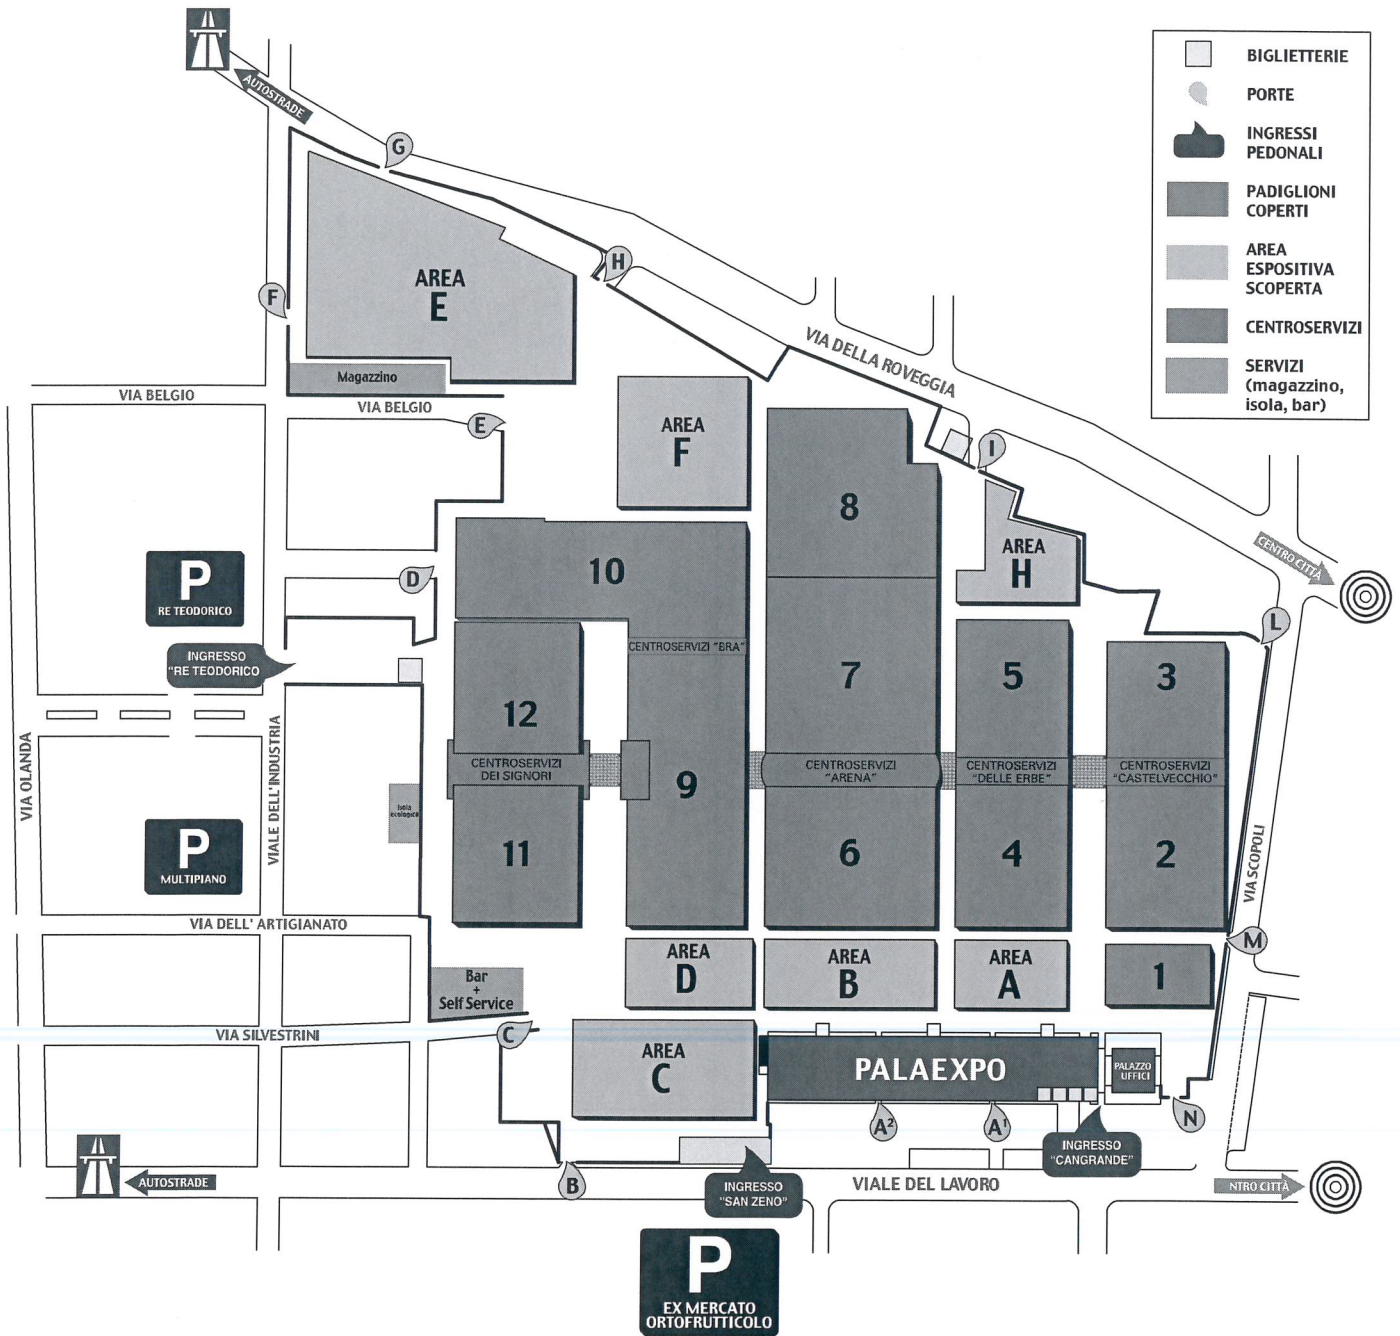 BIGLIETTERIE
PORTE
INGRESSI
PEDONALI
PADIGLIONI
COPERTI
AREA
ESPOSITIVA
SCOPERTA
CENTROSERVIZI
SERVIZI
(magazzino,
isola, bar)
AUTOSTRADE
G
H
F
AREA
E
Magazzino
VIA BELGIO
VIA BELGIO
E
VIA DELLA ROVEGGIA
AREA
F
I
8
AREA
H
CENTRO CITTÀ
P
RE TEODORICO
D
10
L
INGRESSO
"RE TEODORICO
CENTROSERVIZI "BRA"
12
7
5
3
VIA OLANDA
VIALE DELL'INDUSTRIA
CENTROSERVIZI
DEI SIGNORI
9
CENTROSERVIZI
"ARENA"
CENTROSERVIZI
"DELLE ERBE"
CENTROSERVIZI
"CASTELVECCHIO"
Isola
ecologica
P
MULTIPIANO
11
6
4
2
VIA SCOPOLI
VIA DELL' ARTIGIANATO
M
Bar
+
Self Service
AREA
D
AREA
B
AREA
A
1
VIA SILVESTRINI
C
AREA
C
PALAEXPO
PALAZZO
UFFICI
A²
A¹
N
INGRESSO
"CANGRANDE"
AUTOSTRADE
B
INGRESSO
"SAN ZENO"
VIALE DEL LAVORO
NTRO CITTÀ
P
EX MERCATO
ORTOFRUTTICOLO